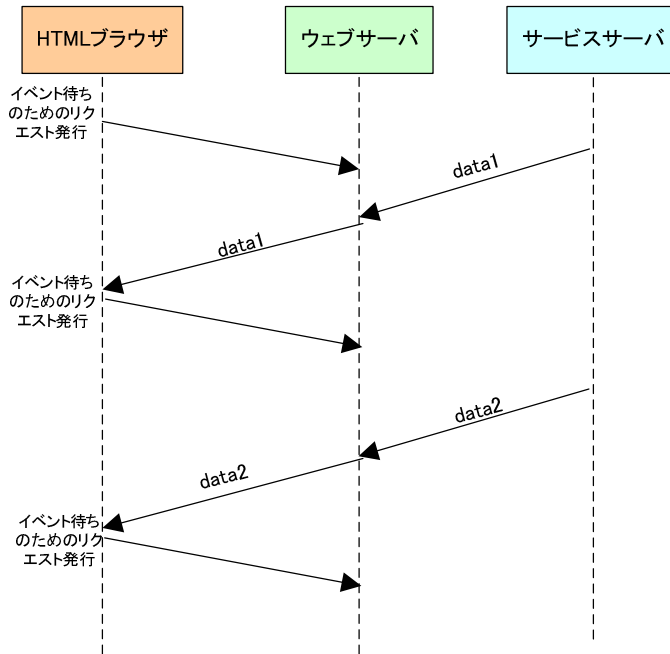 HTMLブラウザ
ウェブサーバ
サービスサーバ
イベント待ち
のためのリク
エスト発行
data1
data1
イベント待ち
のためのリク
エスト発行
data2
data2
イベント待ち
のためのリク
エスト発行